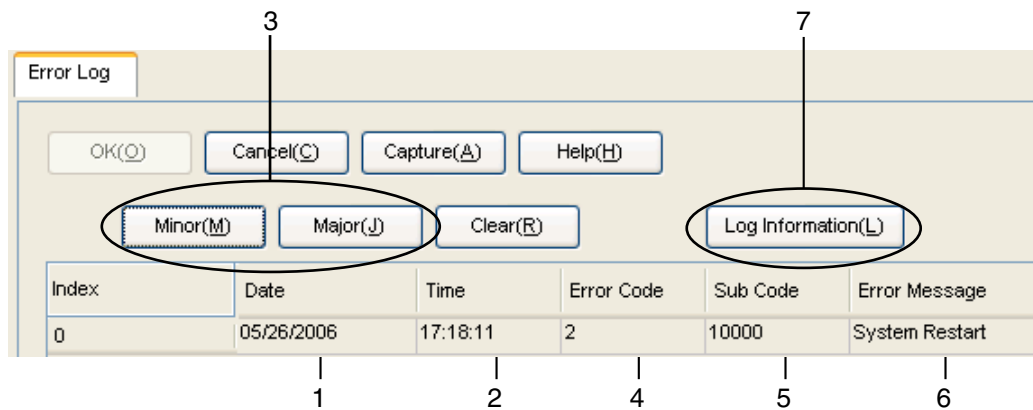 3 7
Error Log
OK(O) Cancel(C) Capture(A) Help(H)
Minor(M) Major(J) Clear(R) Log Information(L)
Index Date Time Error Code Sub Code Error Message
0 05/26/2006 17:18:11 2 10000 System Restart
1 2 4 5 6